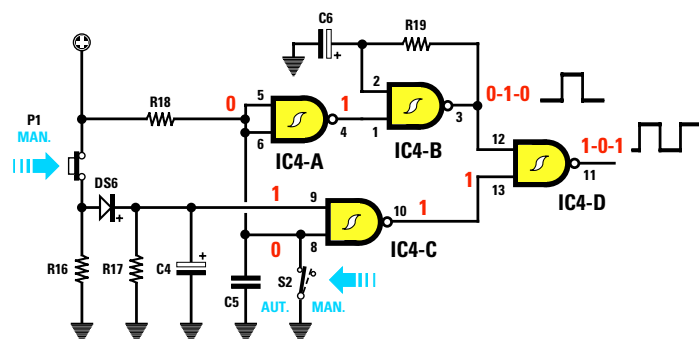 C6
+
R19
P1
MAN.
R18
0
5
6
1
4
IC4-A
2
1
3
IC4-B
0-1-0
12
13
11
1-0-1
IC4-D
1
DS6
+
1
9
8
10
1
IC4-C
0
R16
R17
C4
+
C5
S2
AUT.
MAN.